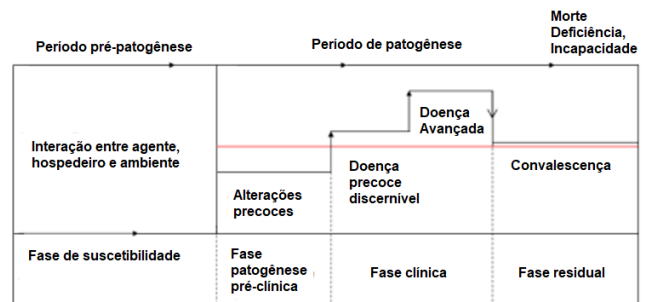 Período pré-patogênese
Período de patogênese
Morte
Deficiência,
Incapacidade
Interação entre agente,
hospedeiro e ambiente
Alterações
precoces
Doença
precoce
discernível
Doença
Avançada
Convalescença
Fase de suscetibilidade
Fase
patogênese
pré-clínica
Fase clínica
Fase residual